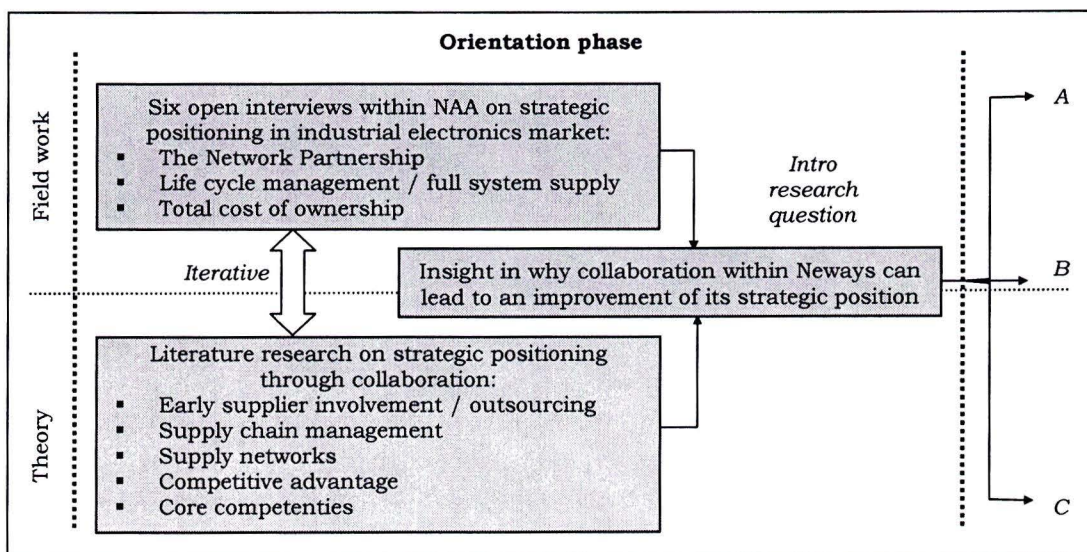 Orientation phase
Field work
Six open interviews within NAA on strategic
positioning in industrial electronics market:
▪ The Network Partnership
▪ Life cycle management / full system supply
▪ Total cost of ownership
Intro
research
question
A
Iterative
Insight in why collaboration within Neways can
lead to an improvement of its strategic position
B
Theory
Literature research on strategic positioning
through collaboration:
▪ Early supplier involvement / outsourcing
▪ Supply chain management
▪ Supply networks
▪ Competitive advantage
▪ Core competenties
C